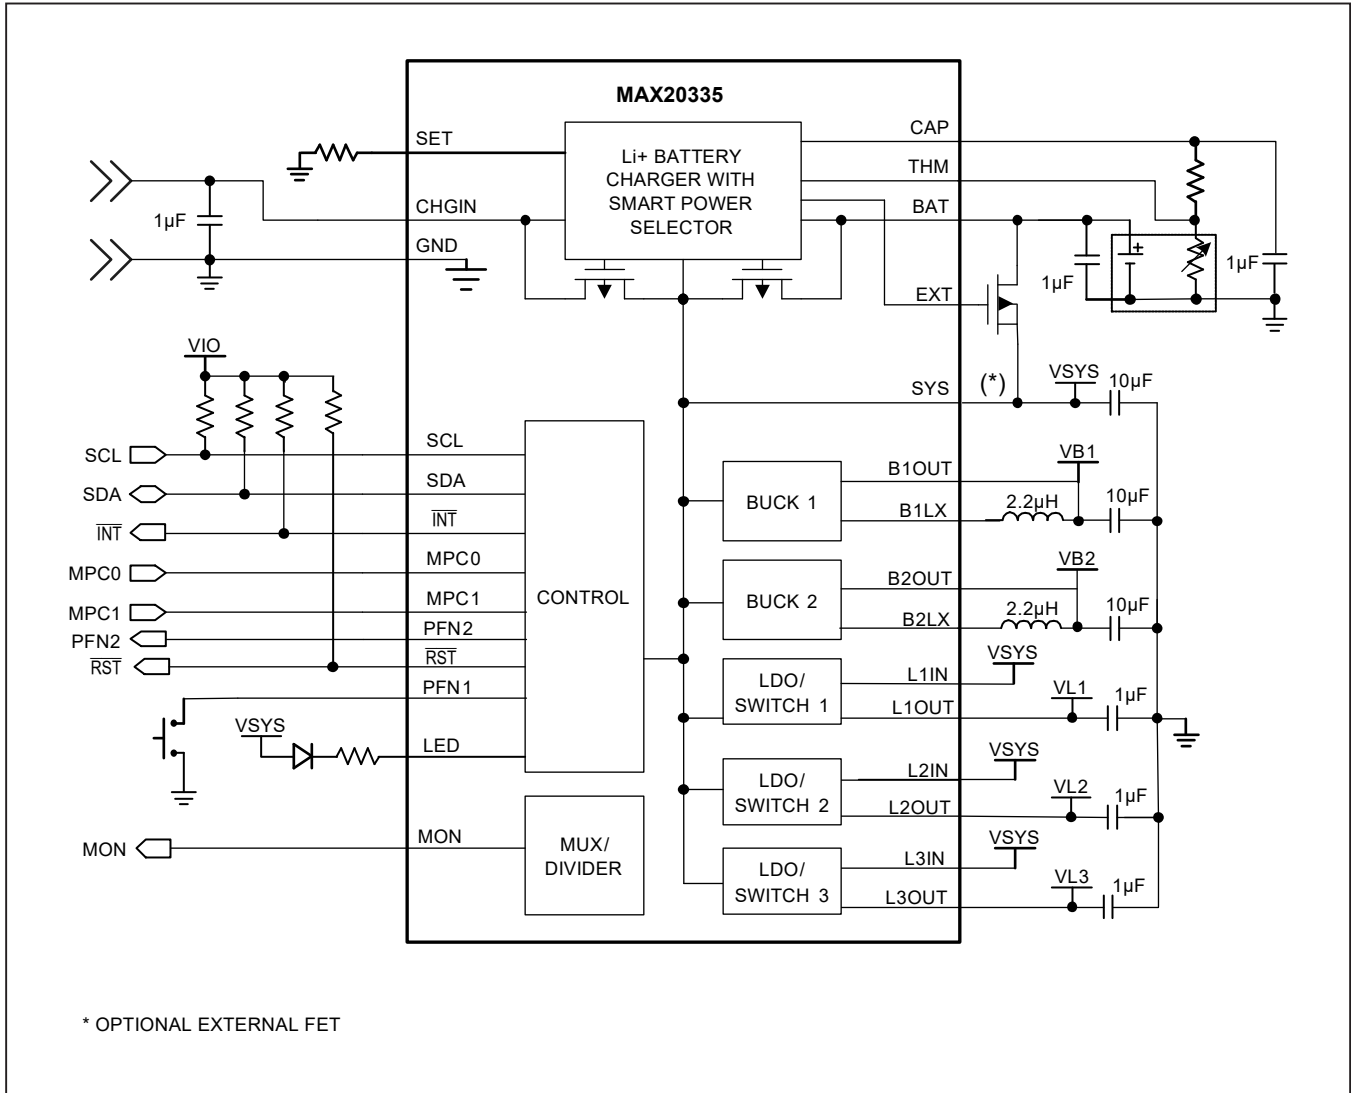 MAX20335
SET
CHGIN
GND
1µF
Li+ BATTERY
CHARGER WITH
SMART POWER
SELECTOR
CAP
THM
BAT
EXT
+
1µF
1µF
VIO
SYS
(*)
VSYS
10µF
SCL
SCL
SDA
SDA
INT
INT
MPC0
MPC0
MPC1
MPC1
PFN2
PFN2
RST
RST
PFN1
VSYS
LED
CONTROL
MON
MON
MUX/
DIVIDER
BUCK 1
B1OUT
B1LX
2.2µH
VB1
10µF
BUCK 2
B2OUT
B2LX
2.2µH
VB2
10µF
LDO/
SWITCH 1
L1IN
L1OUT
VSYS
VL1
1µF
LDO/
SWITCH 2
L2IN
L2OUT
VSYS
VL2
1µF
LDO/
SWITCH 3
L3IN
L3OUT
VSYS
VL3
1µF
* OPTIONAL EXTERNAL FET